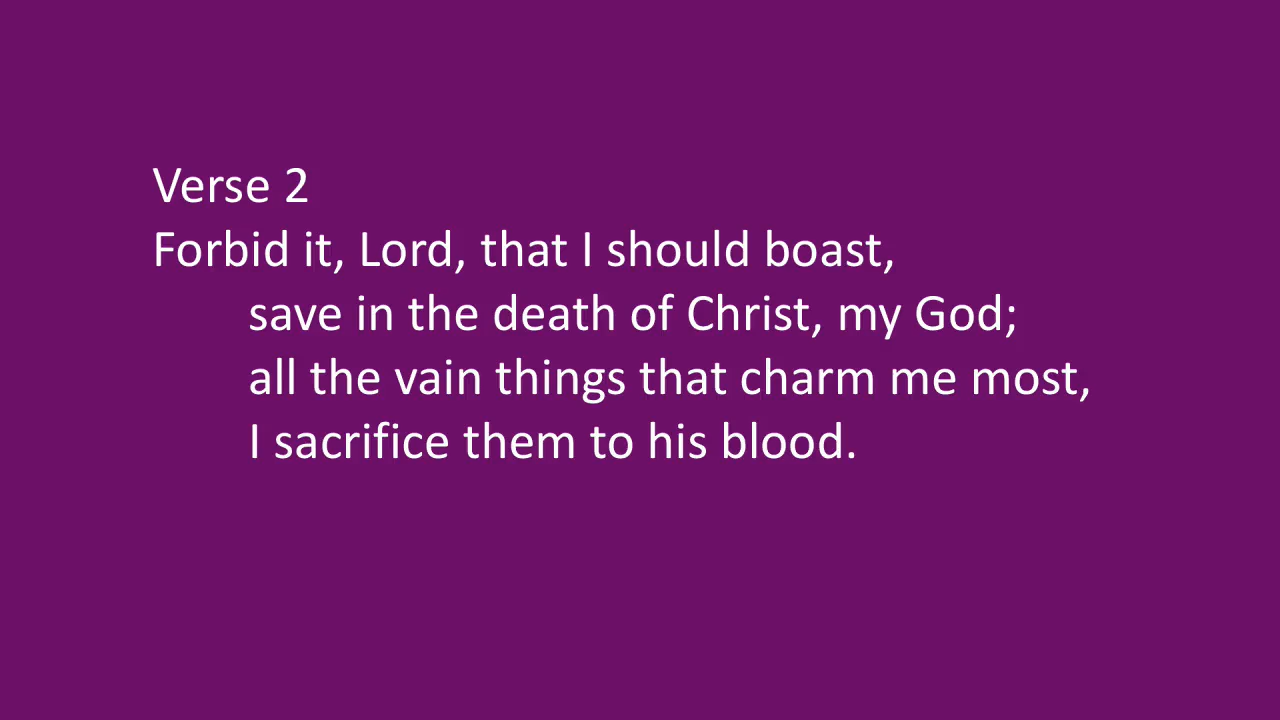 Verse 2
Forbid it, Lord, that I should boast,
save in the death of Christ, my God;
all the vain things that charm me most,
I sacrifice them to his blood.